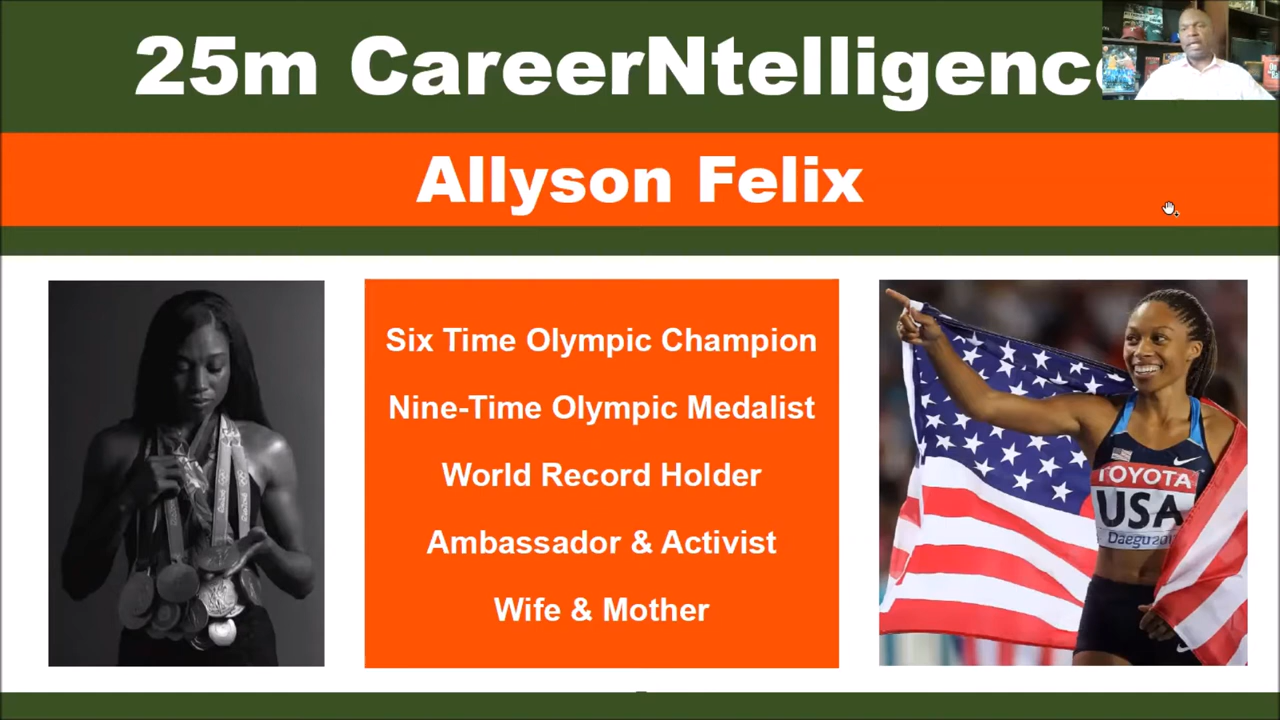 25m CareerNtelligenc
Allyson Felix
Six Time Olympic Champion
Nine-Time Olympic Medalist
World Record Holder
Ambassador & Activist
Wife & Mother
TOYOTA
USA
Daegu201